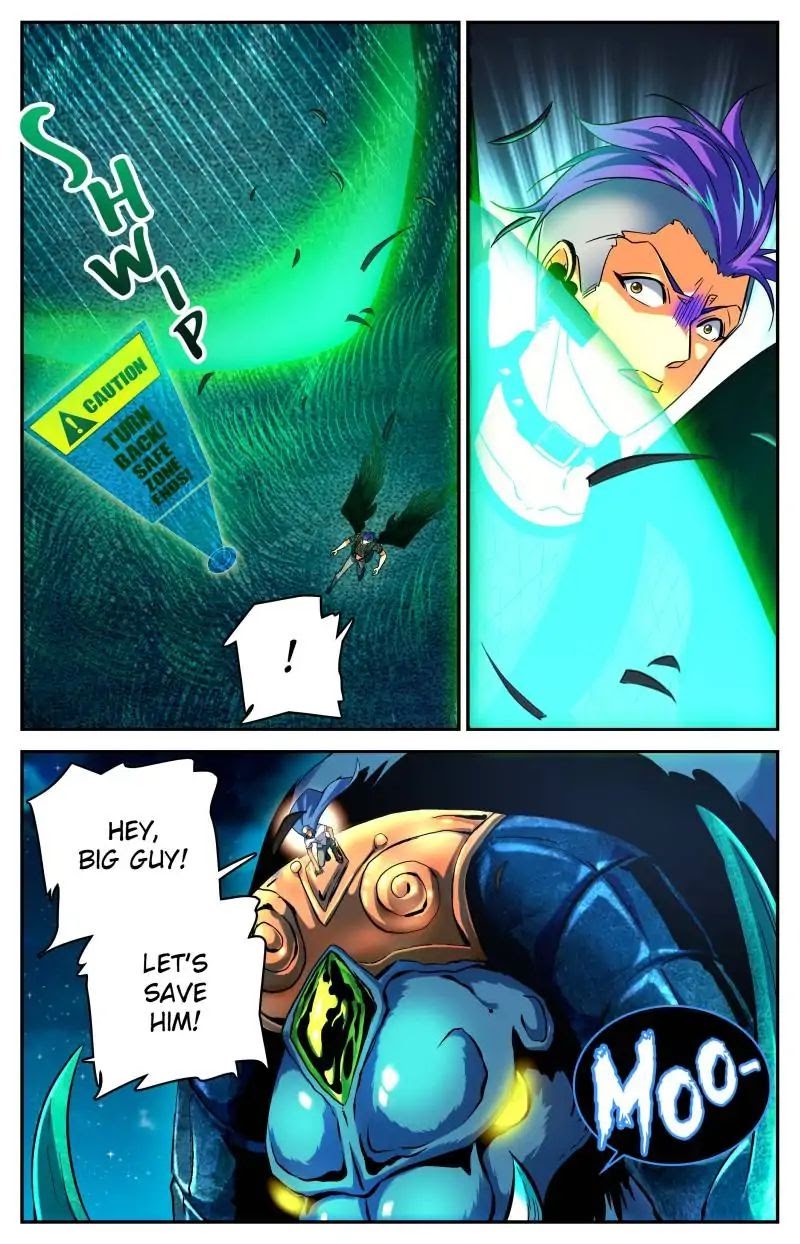 SHWIP
CAUTION
TURN
BACK!
SAFE
ZONE
ENDS!
!
HEY,
BIG GUY!
LET'S
SAVE
HIM!
MOO-